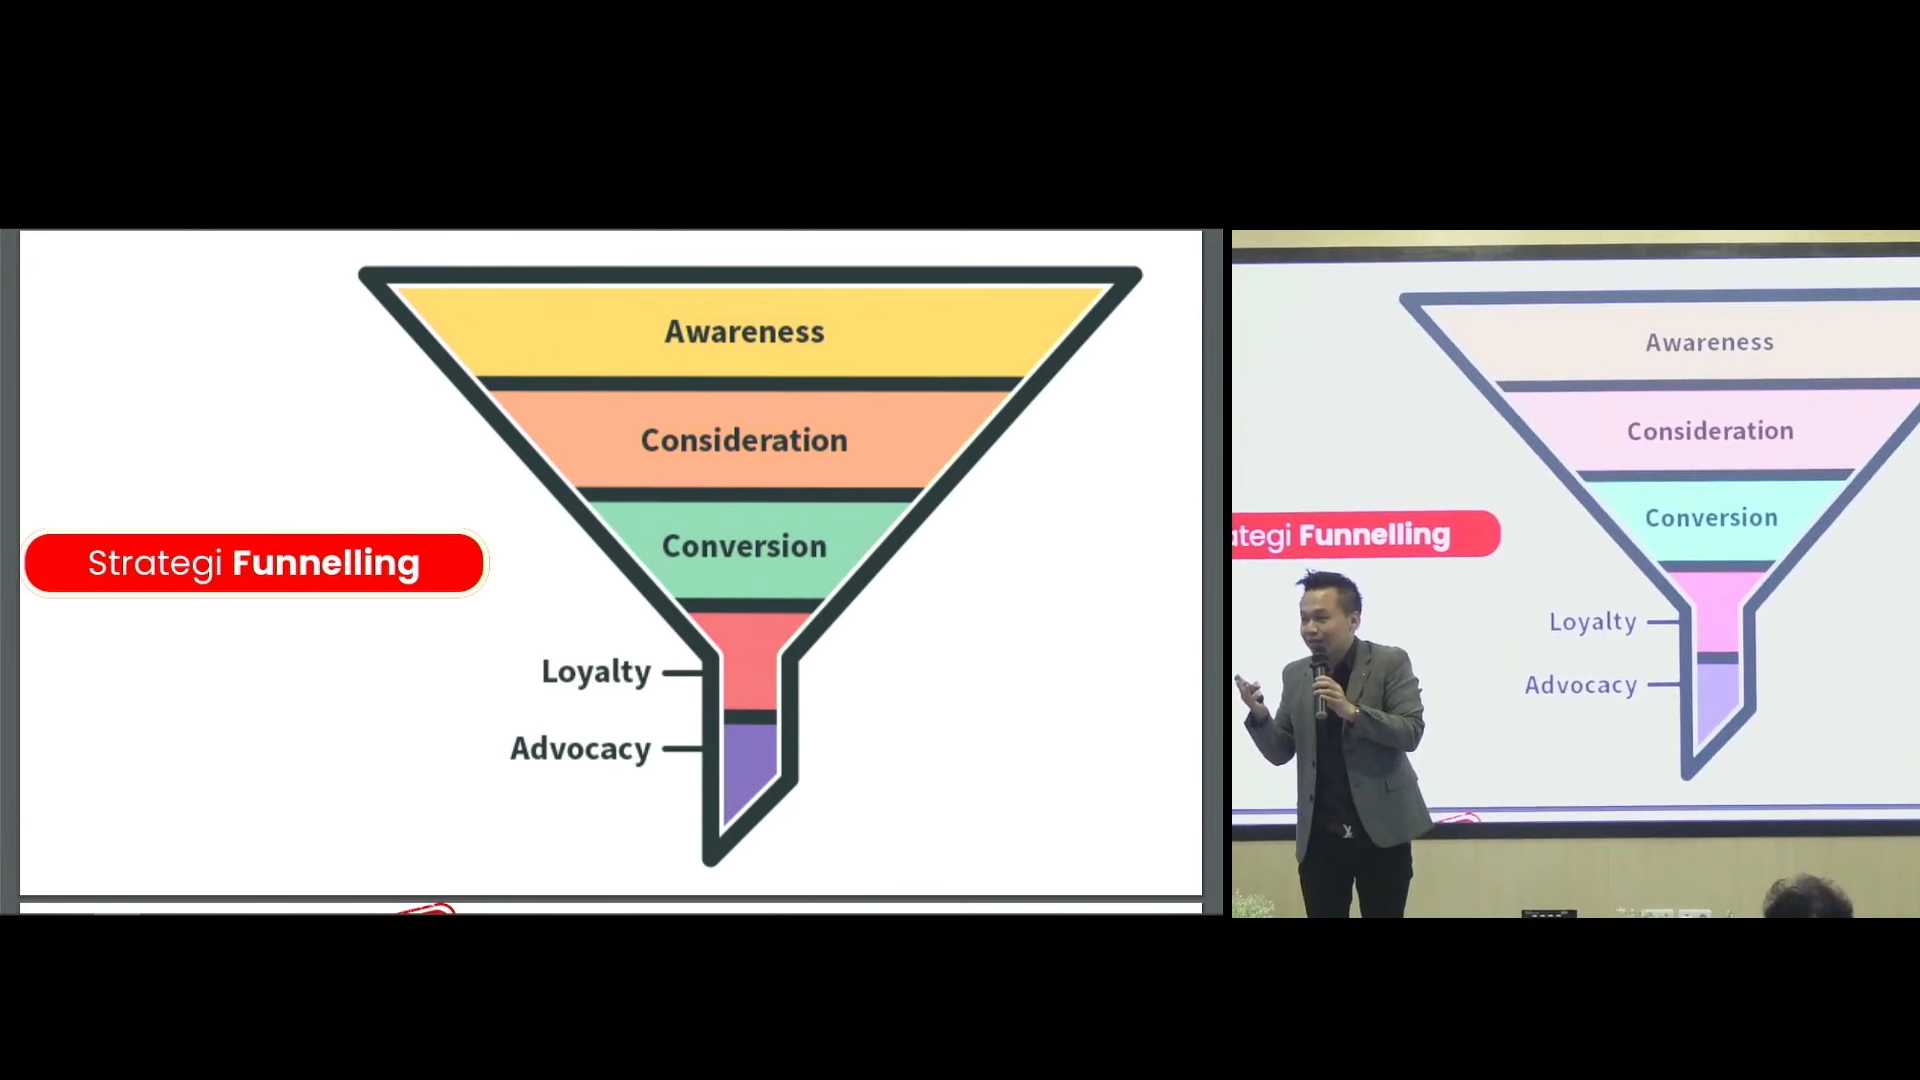 Awareness
Consideration
Conversion
Strategi Funnelling
Loyalty
Advocacy
Awareness
Consideration
Conversion
tegi Funnelling
Loyalty
Advocacy